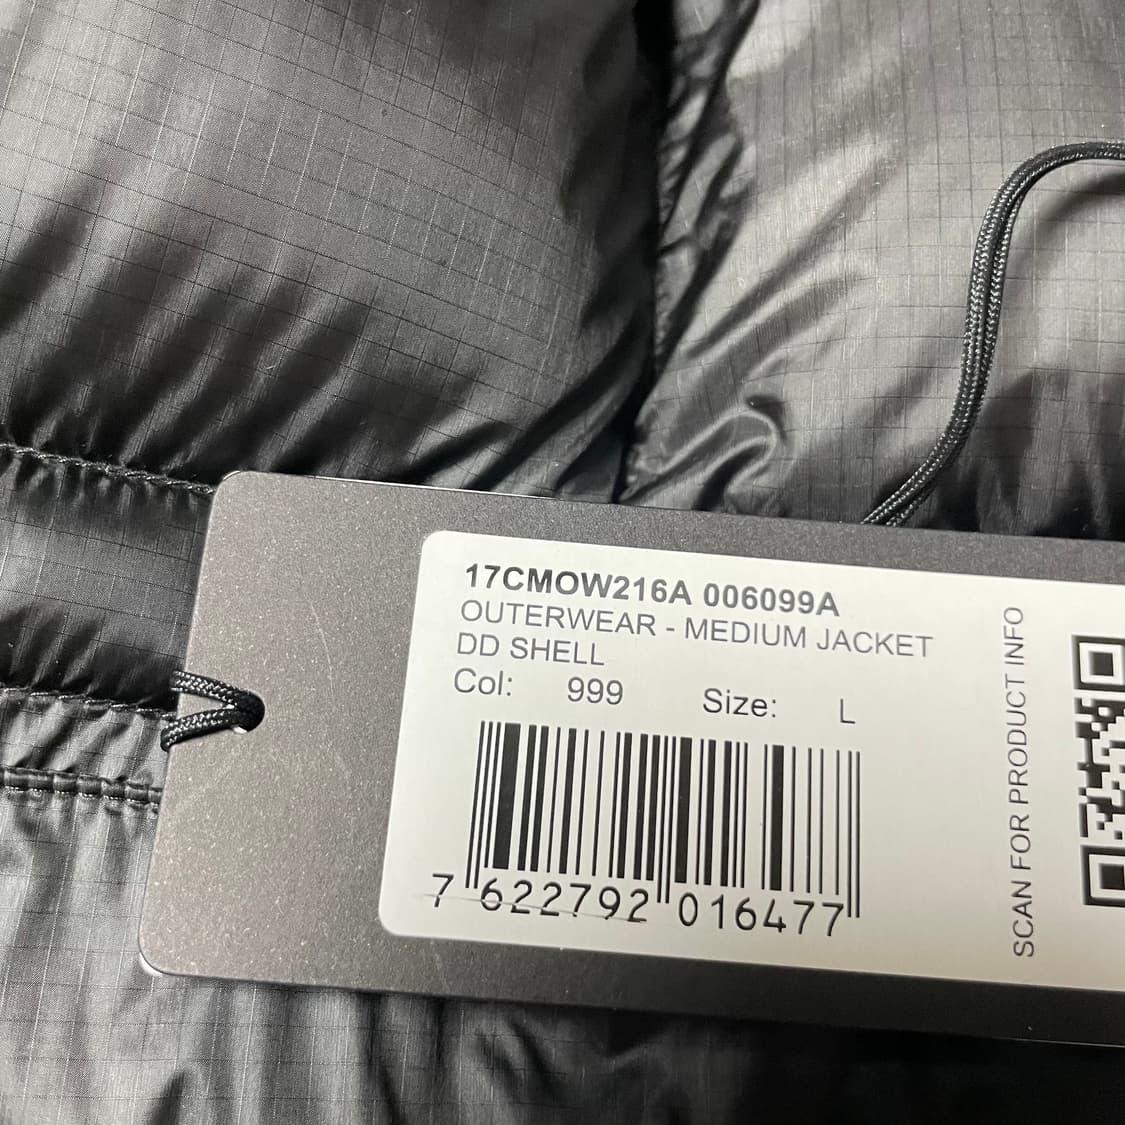 17CMOW216A 006099A
OUTERWEAR - MEDIUM JACKET
DD SHELL
Col: 999 Size: L
7 622792 016477
SCAN FOR PRODUCT INFO